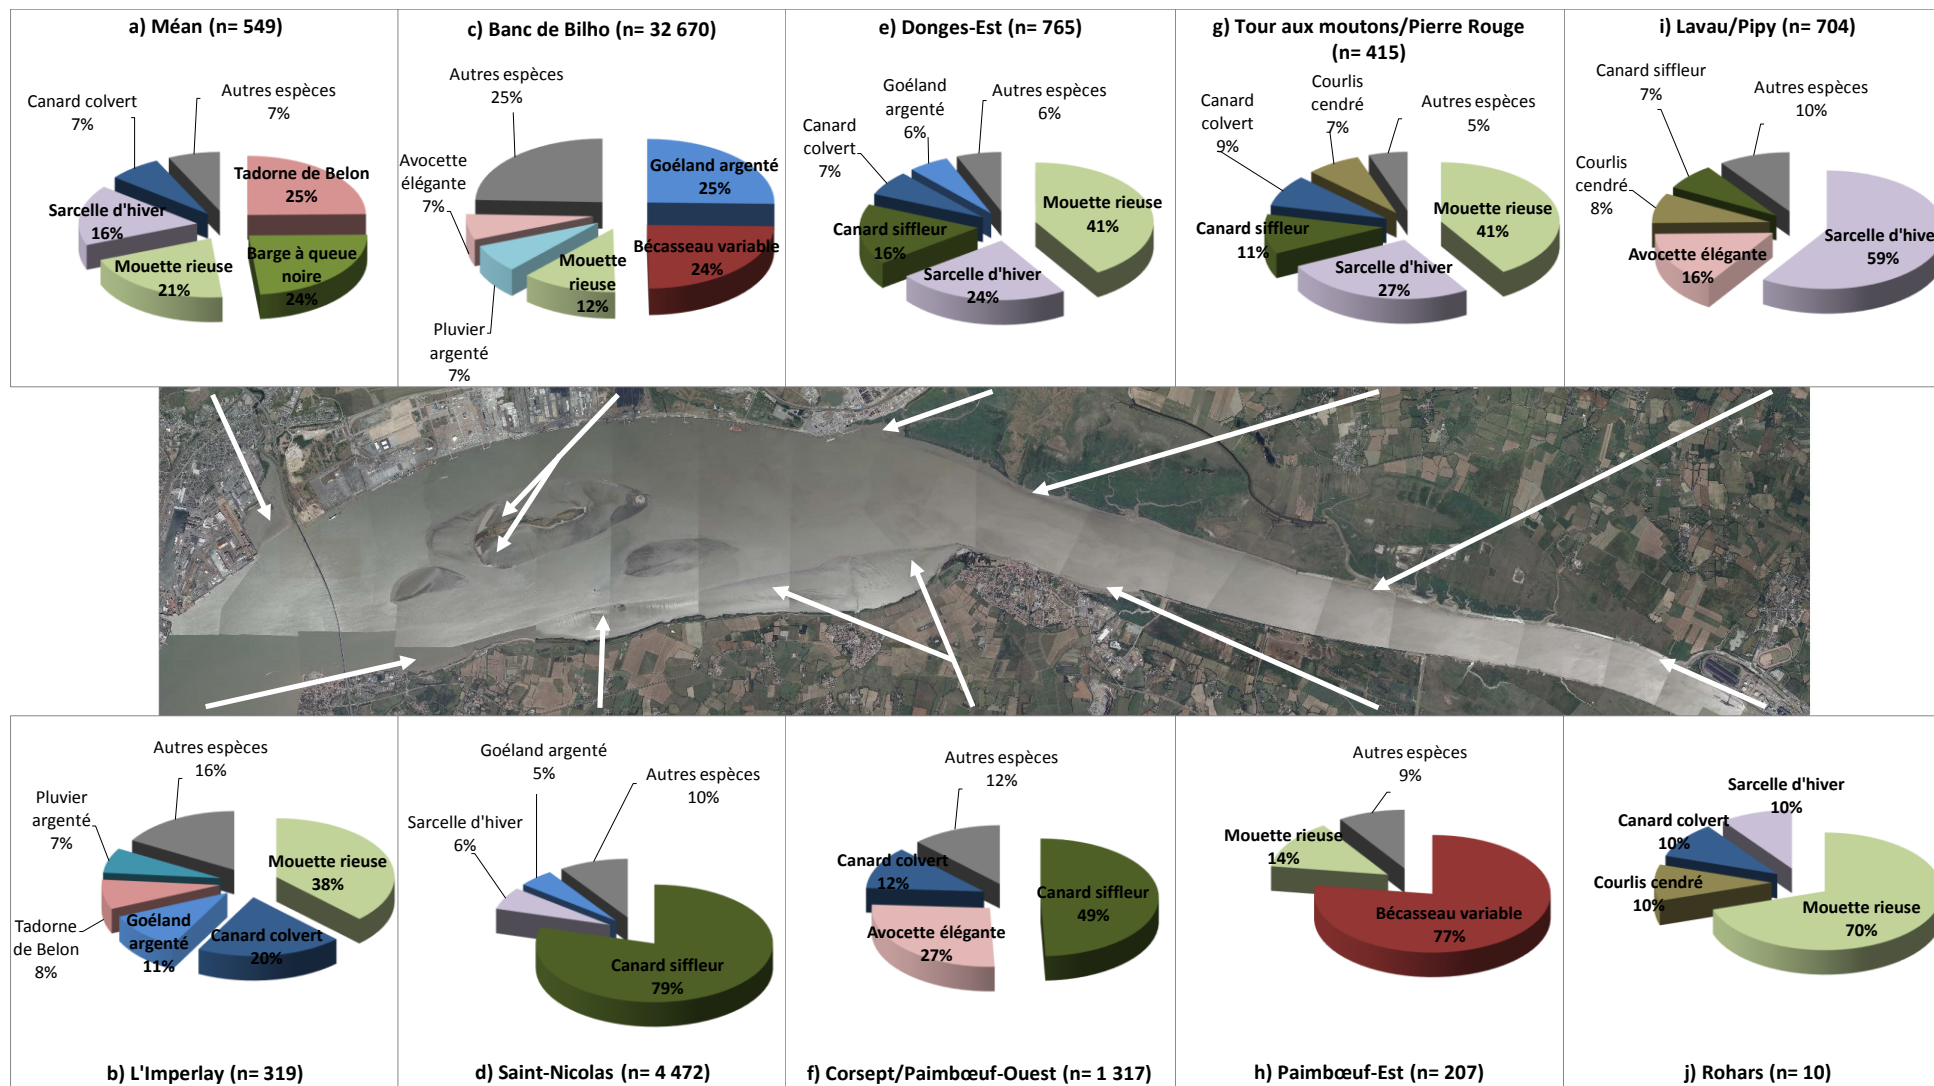 a) Méan (n= 549)
Autres espèces
7%
Canard colvert
7%
Tadorne de Belon
25%
Sarcelle d'hiver
16%
Barge à queue
noire
24%
Mouette rieuse
21%
c) Banc de Bilho (n= 32 670)
Autres espèces
25%
Goéland argenté
25%
Avocette
élégante
7%
Bécasseau variable
24%
Mouette
rieuse
12%
Pluvier
argenté
7%
e) Donges-Est (n= 765)
Goéland
argenté
6%
Autres espèces
6%
Canard
colvert
7%
Mouette rieuse
41%
Canard siffleur
16%
Sarcelle d'hiver
24%
g) Tour aux moutons/Pierre Rouge
(n= 415)
Courlis
cendré
7%
Autres espèces
5%
Canard
colvert
9%
Mouette rieuse
41%
Canard siffleur
11%
Sarcelle d'hiver
27%
i) Lavau/Pipy (n= 704)
Canard siffleur
7%
Autres espèces
10%
Courlis
cendré
8%
Sarcelle d'hive
59%
Avocette élégante
16%
Autres espèces
16%
Pluvier
argenté
7%
Mouette rieuse
38%
Tadorne
de Belon
8%
Goéland
argenté
11%
Canard colvert
20%
b) L'Imperlay (n= 319)
Goéland argenté
5%
Autres espèces
10%
Sarcelle d'hiver
6%
Canard siffleur
79%
d) Saint-Nicolas (n= 4 472)
Autres espèces
12%
Canard colvert
12%
Canard siffleur
49%
Avocette élégante
27%
f) Corsept/Paimbœuf-Ouest (n= 1 317)
Autres espèces
9%
Mouette rieuse
14%
Bécasseau variable
77%
h) Paimbœuf-Est (n= 207)
Sarcelle d'hiver
10%
Canard colvert
10%
Courlis cendré
10%
Mouette rieuse
70%
j) Rohars (n= 10)